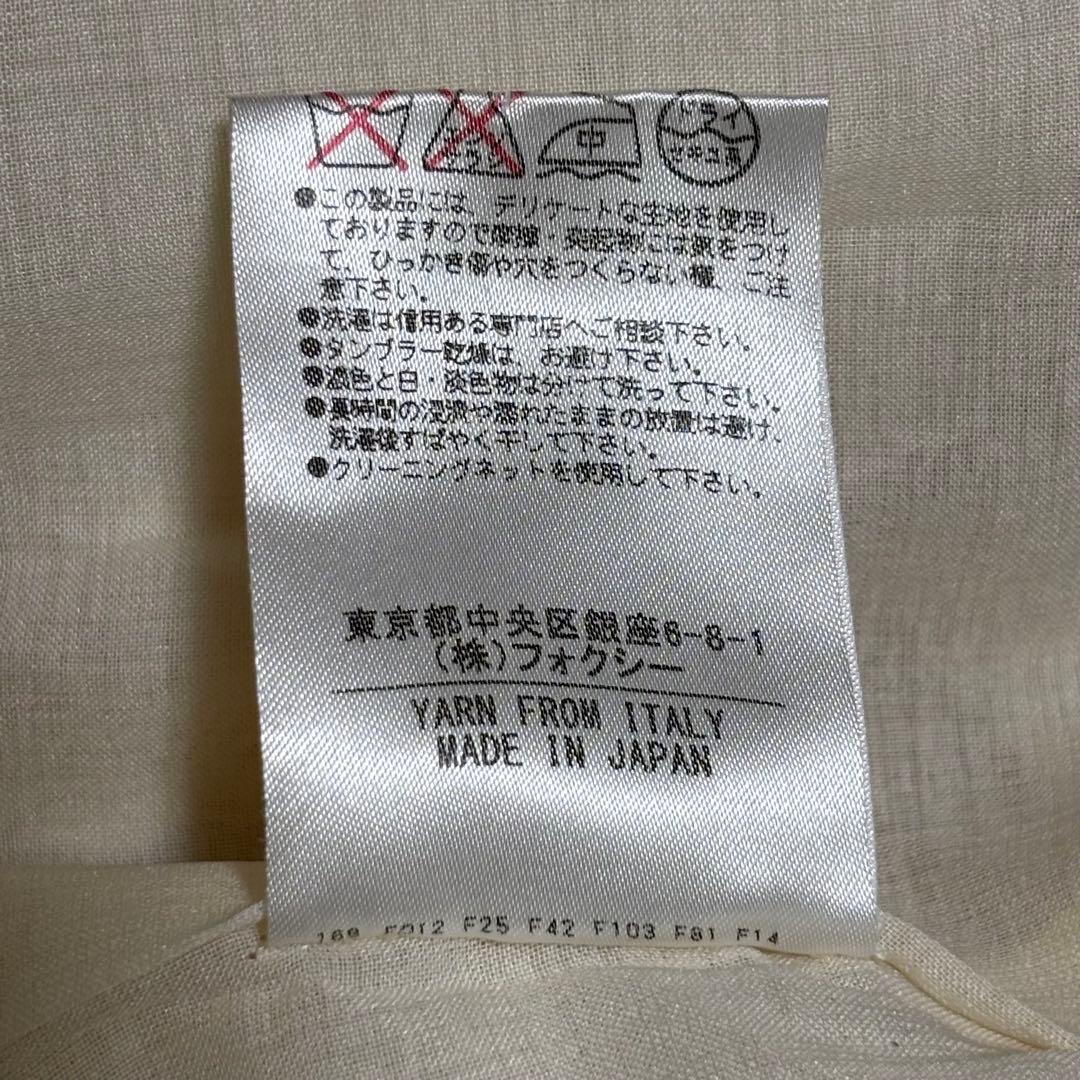 中
ドライ
セキユ系
エンソ
●この製品には、デリケートな生地を使用し
ておりますので摩擦・突起物には気をつけ
て、ひっかき傷や穴をつくらない様、ご注
意下さい。
●洗濯は信用ある専門店へご相談下さい。
●タンブラー乾燥は、お避け下さい。
●濃色と白・淡色物は分けて洗って下さい。
●長時間の浸漬や濡れたままの放置は避け、
洗濯後すばやく干して下さい。
●クリーニングネットを使用して下さい。
東京都中央区銀座6-8-1
(株)フォクシー
YARN FROM ITALY
MADE IN JAPAN
F25 F42 F103 F81 F14